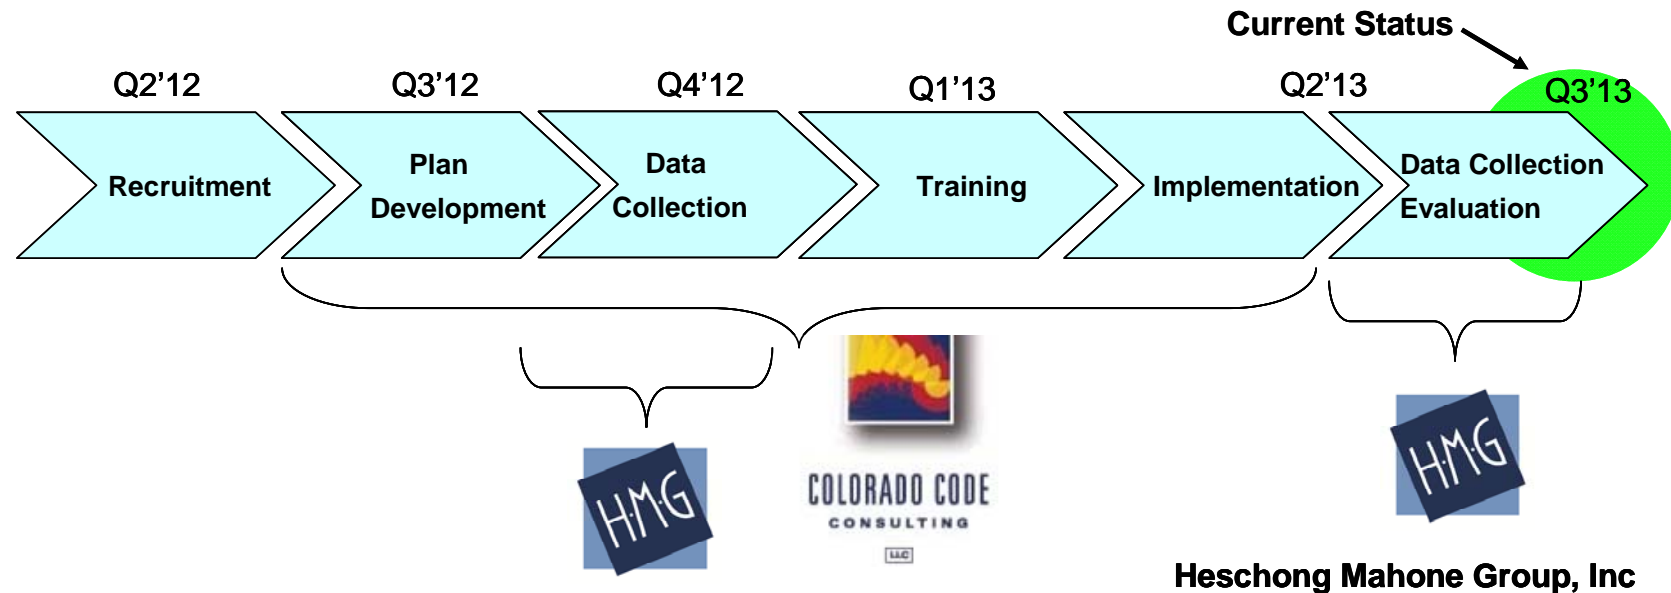 Current Status
Q2’12
Q3’12
Q4’12
Q1’13
Q2’13
Q3’13
Recruitment
Plan
Development
Data
Collection
Training
Implementation
Data Collection
Evaluation
H·M·G
COLORADO CODE
CONSULTING
LLC
H·M·G
Heschong Mahone Group, Inc